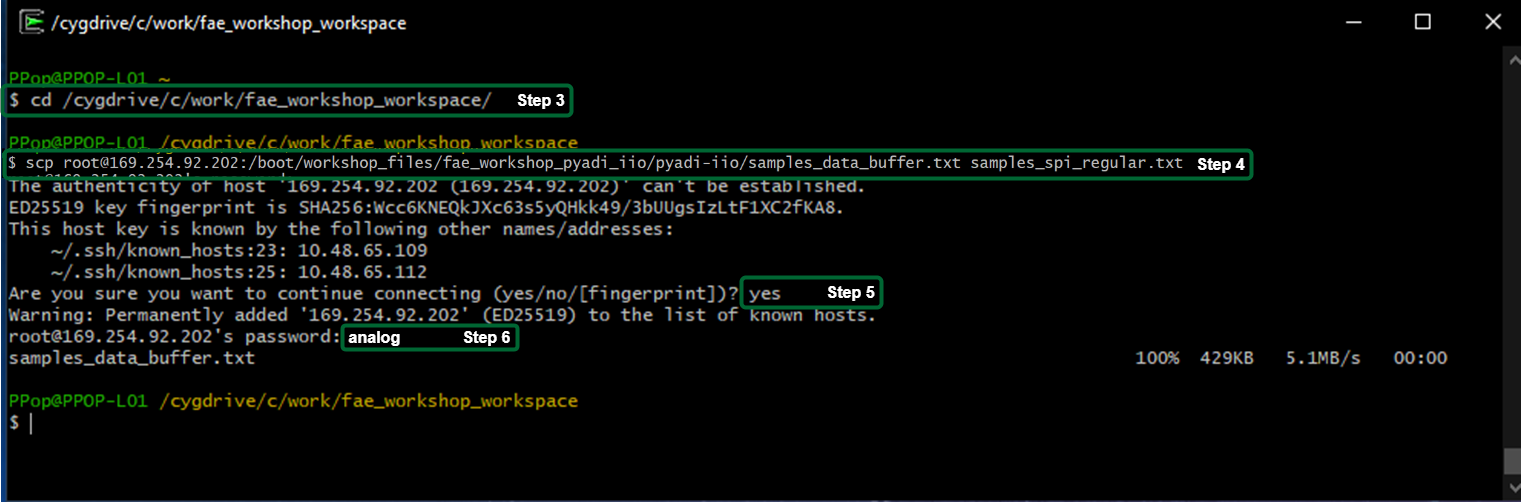 /cygdrive/c/work/fae_workshop_workspace
PPop@PPOP-L01 ~
$ cd /cygdrive/c/work/fae_workshop_workspace/ Step 3
PPop@PPOP-L01 /cygdrive/c/work/fae_workshop_workspace
$ scp root@169.254.92.202:/boot/workshop_files/fae_workshop_pyadi_iio/pyadi-iio/samples_data_buffer.txt samples_spi_regular.txt Step 4
The authenticity of host '169.254.92.202 (169.254.92.202)' can't be established.
ED25519 key fingerprint is SHA256:Wcc6KNEQkJXc63s5yQHkk49/3bUUgsIzLtF1XC2fKA8.
This host key is known by the following other names/addresses:
~/.ssh/known_hosts:23: 10.48.65.109
~/.ssh/known_hosts:25: 10.48.65.112
Are you sure you want to continue connecting (yes/no/[fingerprint])? yes Step 5
Warning: Permanently added '169.254.92.202' (ED25519) to the list of known hosts.
root@169.254.92.202's password: analog Step 6
samples_data_buffer.txt 100% 429KB 5.1MB/s 00:00
PPop@PPOP-L01 /cygdrive/c/work/fae_workshop_workspace
$